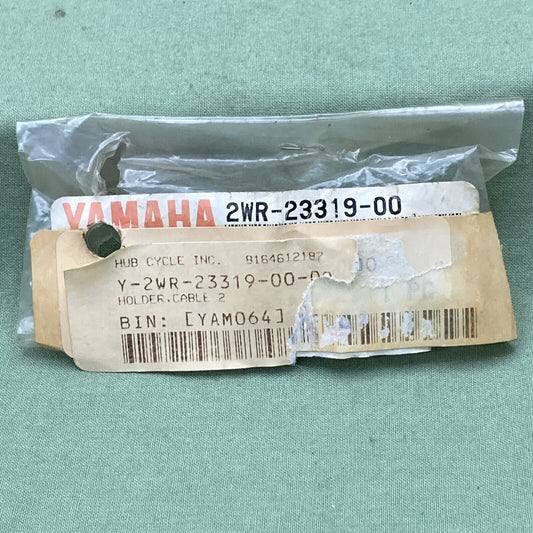 YAMAHA 2WR-23319-00
HUB CYCLE INC. 9164612187
Y-2WR-23319-00-00
HOLDER,CABLE 2
BIN: [YAM064]